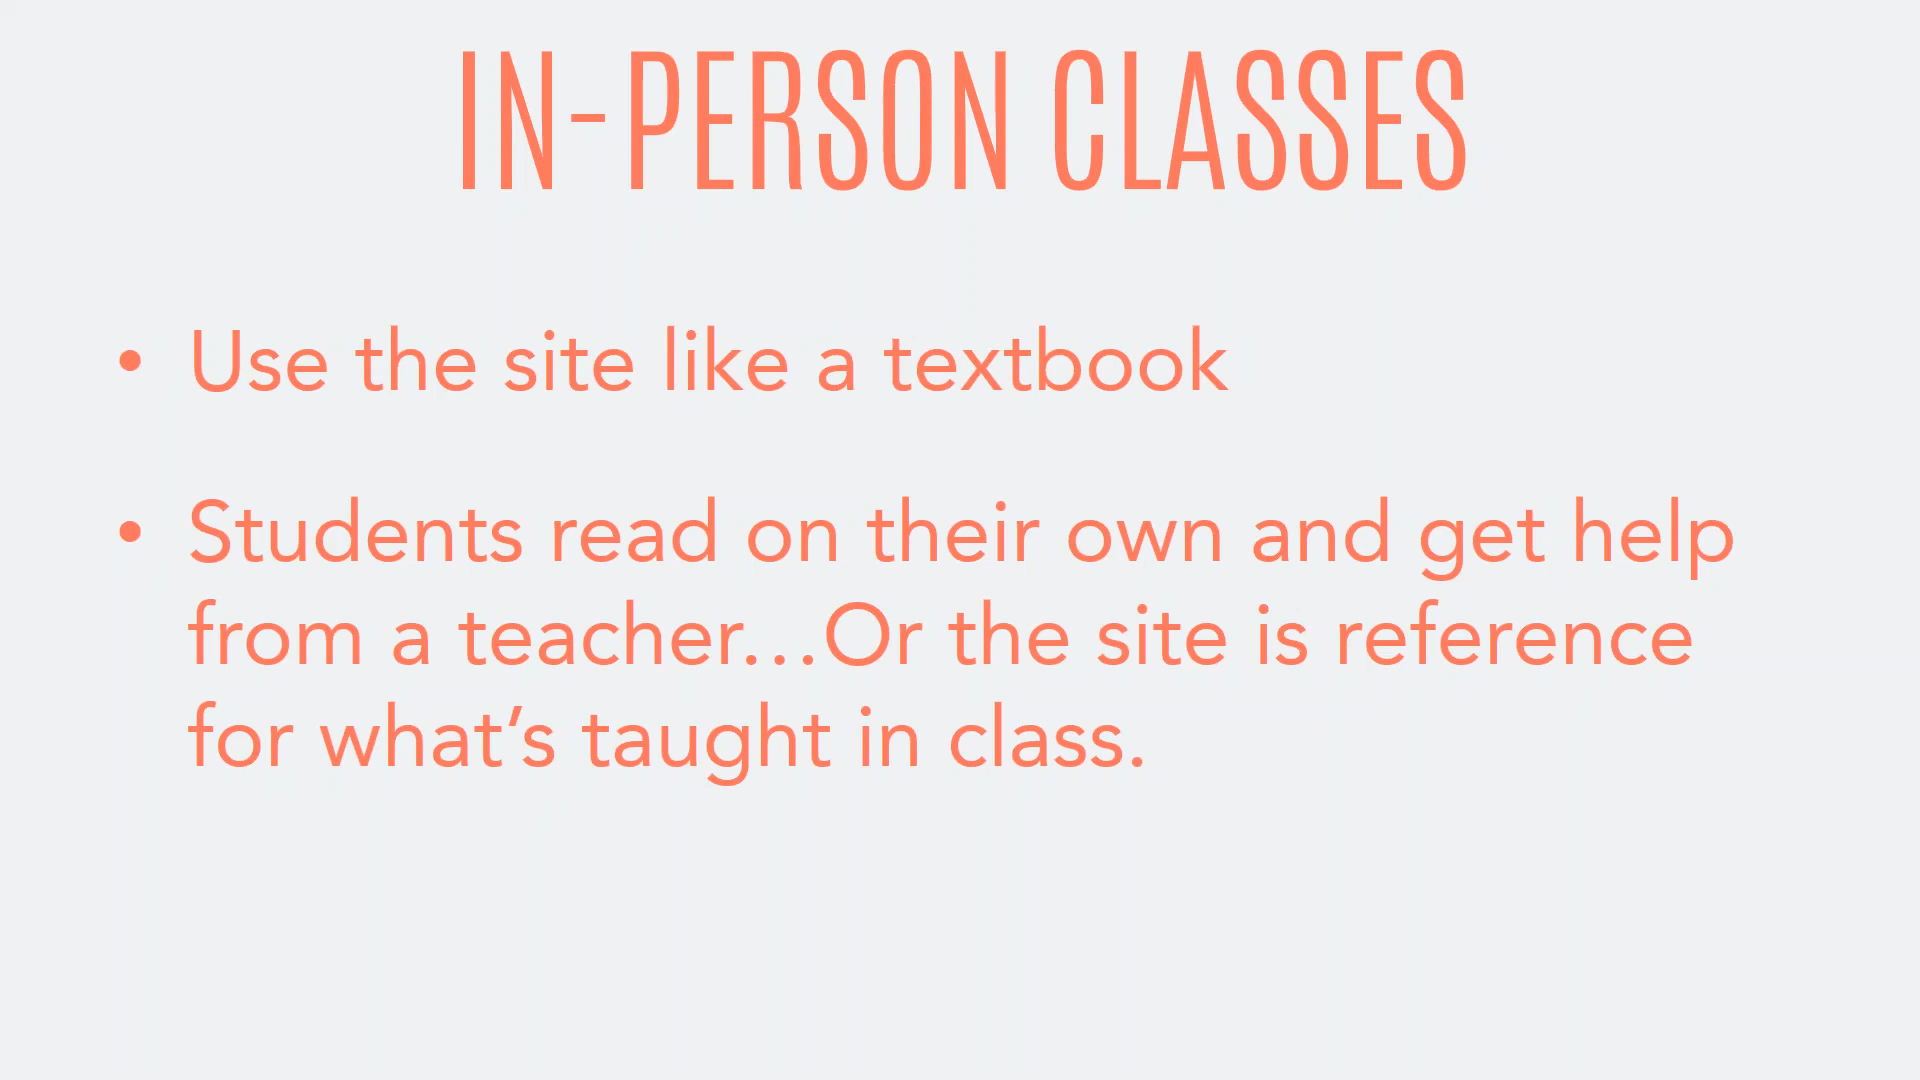 IN-PERSON CLASSES
• Use the site like a textbook
• Students read on their own and get help
from a teacher…Or the site is reference
for what’s taught in class.